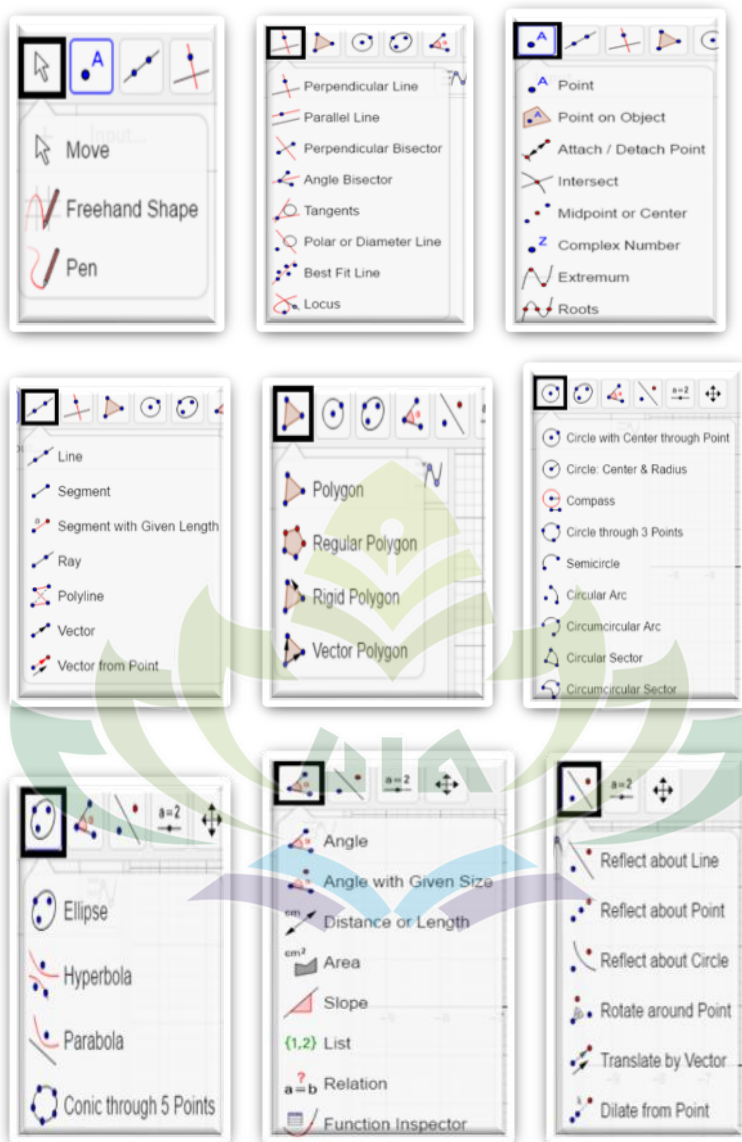 A
Move
Freehand Shape
Pen
Perpendicular Line
Parallel Line
Perpendicular Bisector
Angle Bisector
Tangents
Polar or Diameter Line
Best Fit Line
Locus
A
A Point
A Point on Object
Attach / Detach Point
Intersect
Midpoint or Center
Z Complex Number
Extremum
Roots
Line
Segment
a Segment with Given Length
Ray
Polyline
Vector
Vector from Point
Polygon
Regular Polygon
Rigid Polygon
Vector Polygon
a=2
Circle with Center through Point
Circle: Center & Radius
Compass
Circle through 3 Points
Semicircle
Circular Arc
Circumcircular Arc
Circular Sector
Circumcircular Sector
a=2
Ellipse
Hyperbola
Parabola
Conic through 5 Points
a=2
Angle
Angle with Given Size
cm Distance or Length
cm² Area
Slope
{1,2} List
a?=b Relation
Function Inspector
a=2
Reflect about Line
Reflect about Point
Reflect about Circle
Rotate around Point
Translate by Vector
Dilate from Point